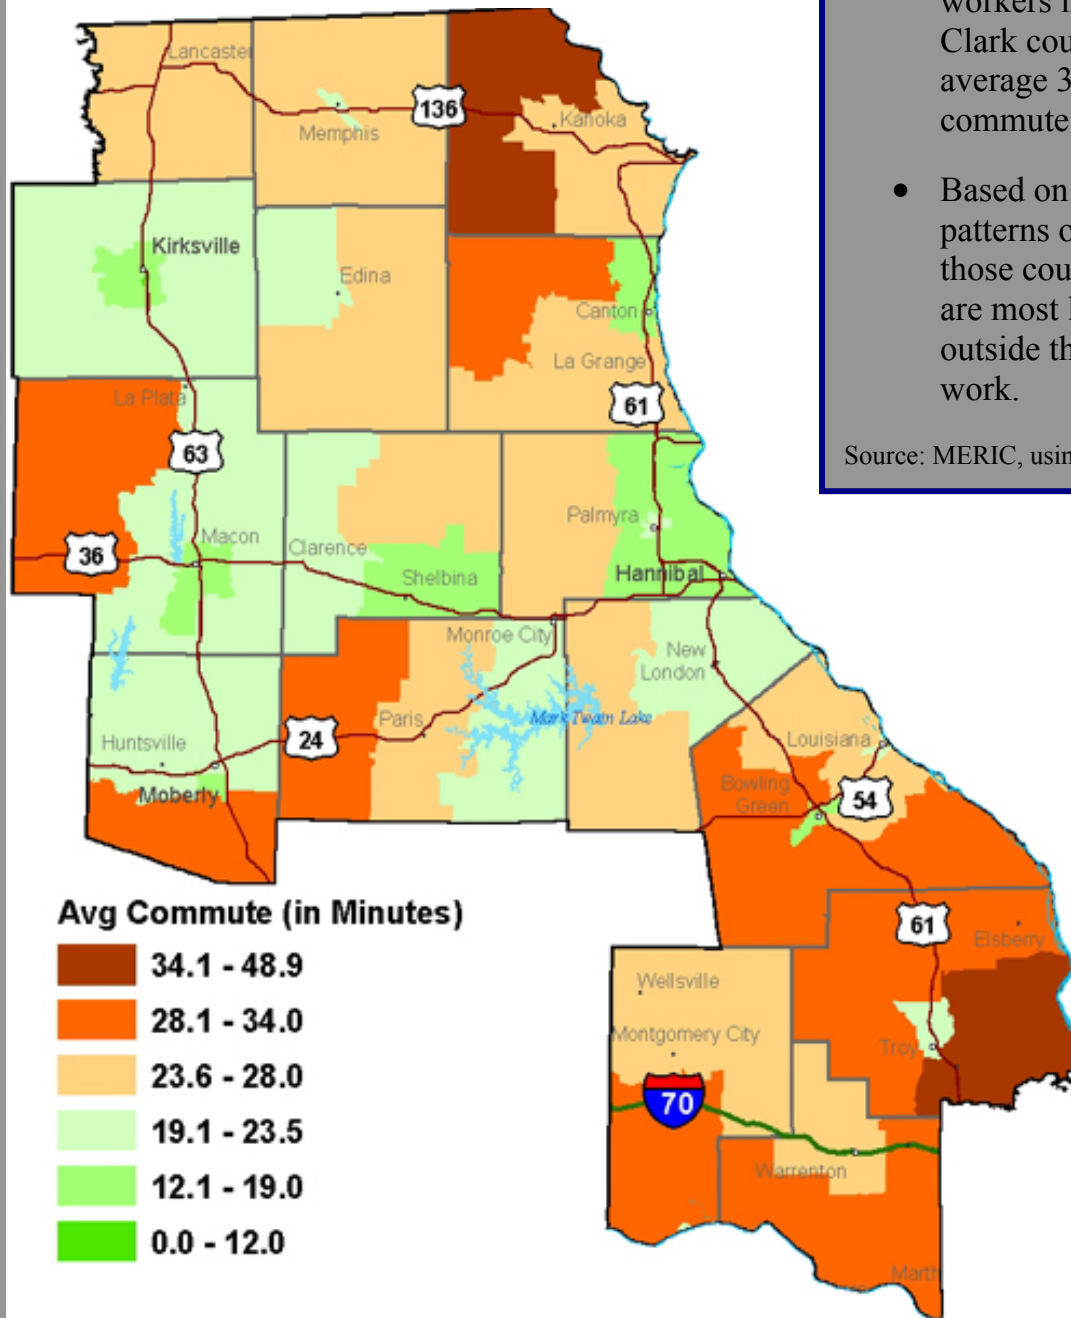 Clark cou
average 3
commute
Based on
patterns o
those cou
are most
outside th
work.
Source: MERIC, usin
Lancaster
136
Memphis
Kahoka
Kirksville
Edina
Canton
La Grange
61
La Plata
63
Palmyra
36
Macon
Clarence
Shelbina
Hannibal
Monroe City
New
London
Mark Twain Lake
Paris
24
Huntsville
Moberly
Louisiana
Bowling
Green
54
61
Elsberry
Wellsville
Montgomery City
Troy
70
Warrenton
Marth
Avg Commute (in Minutes)
34.1 - 48.9
28.1 - 34.0
23.6 - 28.0
19.1 - 23.5
12.1 - 19.0
0.0 - 12.0